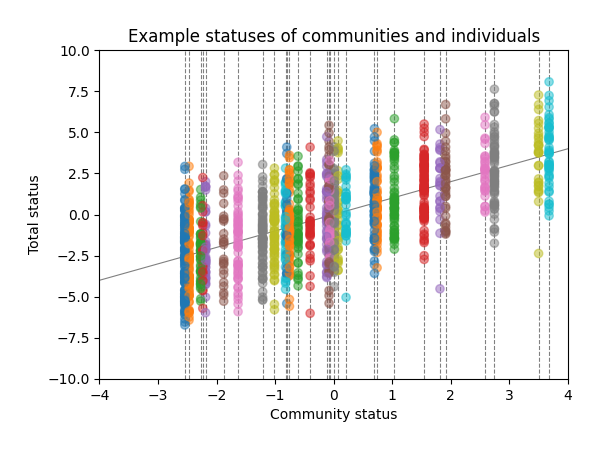 Example statuses of communities and individuals
10.0
7.5
5.0
2.5
0.0
−2.5
−5.0
−7.5
−10.0
Total status
−4 −3 −2 −1 0 1 2 3 4
Community status